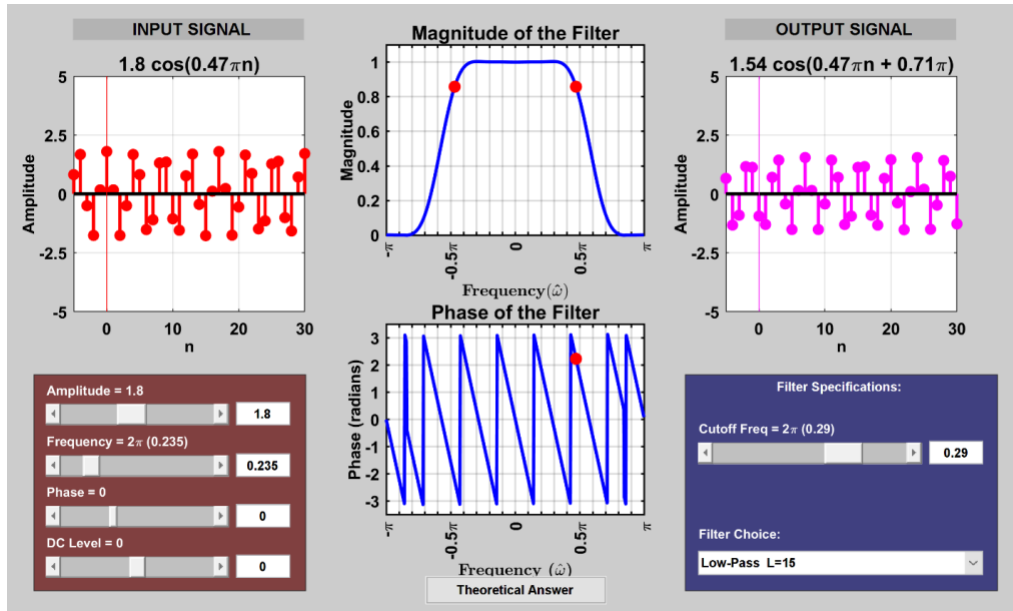 INPUT SIGNAL
1.8 cos(0.47πn)
5
2.5
0
-2.5
-5
Amplitude
0
10
20
30
n
Magnitude of the Filter
1
0.8
0.6
0.4
0.2
0
Magnitude
-π
-0.5π
0
0.5π
π
Frequency(ω̂)
Phase of the Filter
3
2
1
0
-1
-2
-3
Phase (radians)
-π
-0.5π
0
0.5π
π
Frequency (ω̂)
Theoretical Answer
OUTPUT SIGNAL
1.54 cos(0.47πn + 0.71π)
5
2.5
0
-2.5
-5
Amplitude
0
10
20
30
n
Amplitude = 1.8
1.8
Frequency = 2π (0.235)
0.235
Phase = 0
0
DC Level = 0
0
Filter Specifications:
Cutoff Freq = 2π (0.29)
0.29
Filter Choice:
Low-Pass L=15